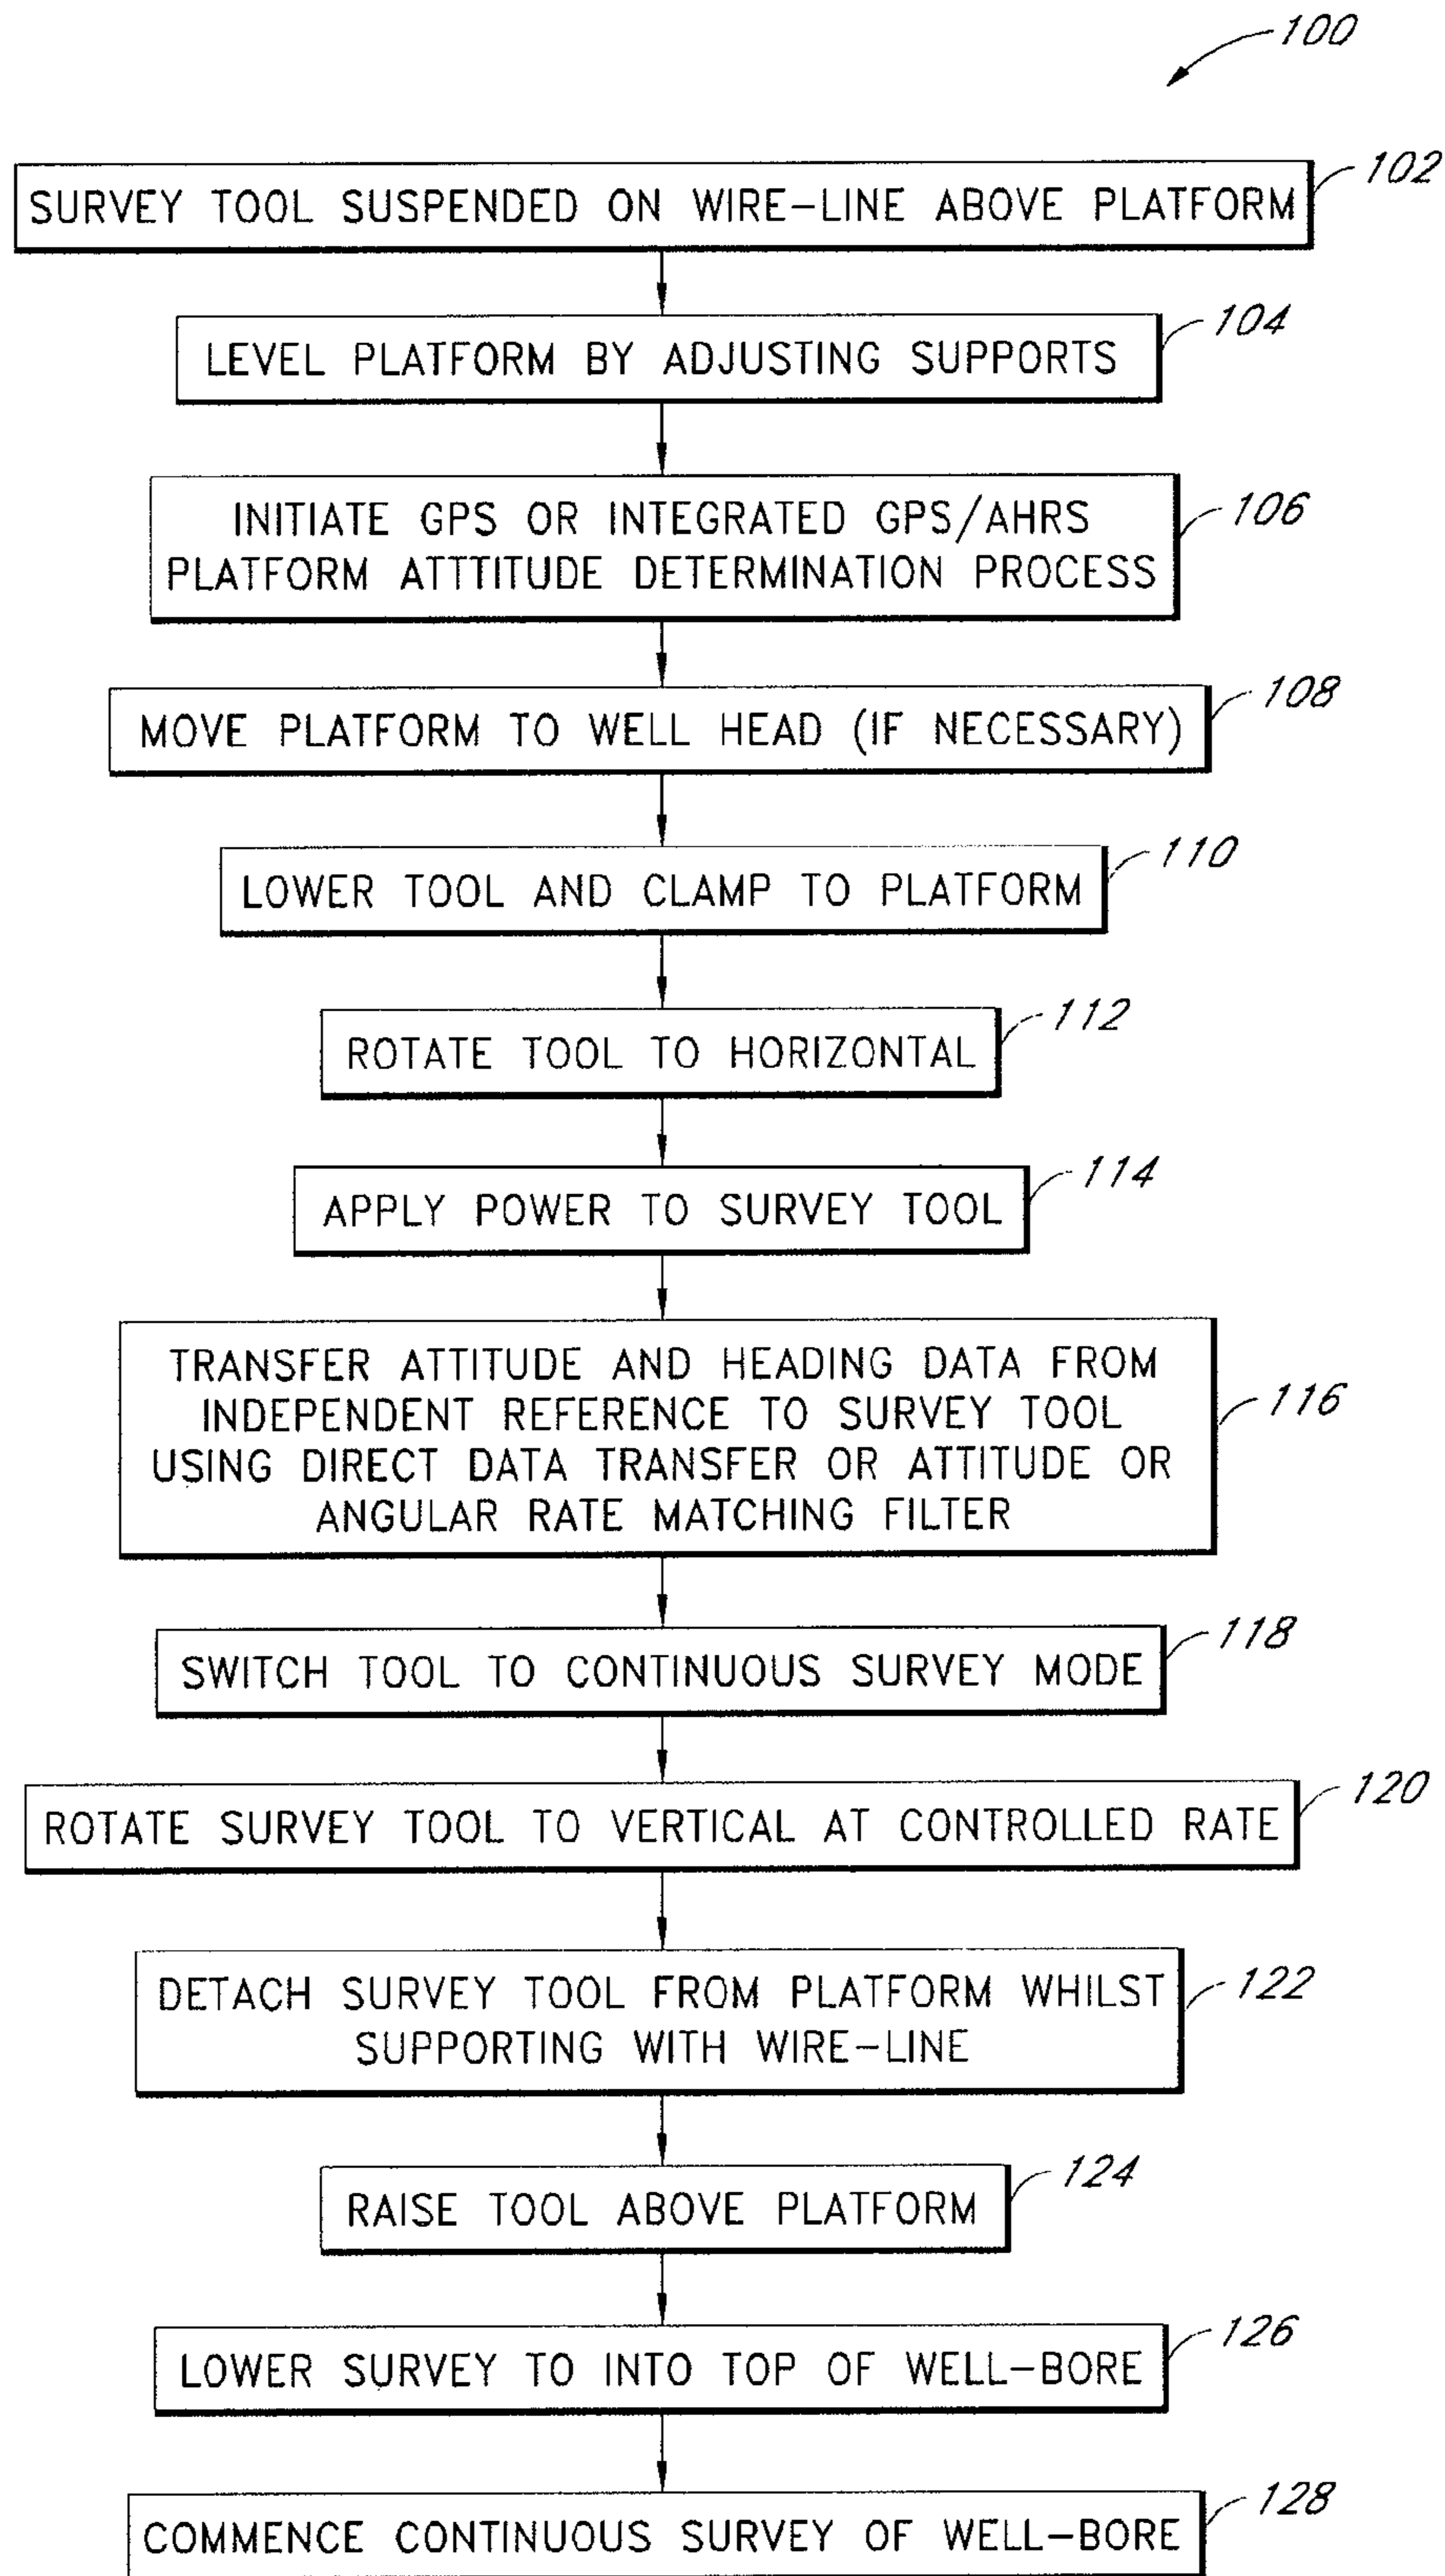 100
SURVEY TOOL SUSPENDED ON WIRE-LINE ABOVE PLATFORM
102
LEVEL PLATFORM BY ADJUSTING SUPPORTS
104
INITIATE GPS OR INTEGRATED GPS/AHRS
PLATFORM ATTTITUDE DETERMINATION PROCESS
106
MOVE PLATFORM TO WELL HEAD (IF NECESSARY)
108
LOWER TOOL AND CLAMP TO PLATFORM
110
ROTATE TOOL TO HORIZONTAL
112
APPLY POWER TO SURVEY TOOL
114
TRANSFER ATTITUDE AND HEADING DATA FROM
INDEPENDENT REFERENCE TO SURVEY TOOL
USING DIRECT DATA TRANSFER OR ATTITUDE OR
ANGULAR RATE MATCHING FILTER
116
SWITCH TOOL TO CONTINUOUS SURVEY MODE
118
ROTATE SURVEY TOOL TO VERTICAL AT CONTROLLED RATE
120
DETACH SURVEY TOOL FROM PLATFORM WHILST
SUPPORTING WITH WIRE-LINE
122
RAISE TOOL ABOVE PLATFORM
124
LOWER SURVEY TO INTO TOP OF WELL-BORE
126
COMMENCE CONTINUOUS SURVEY OF WELL-BORE
128